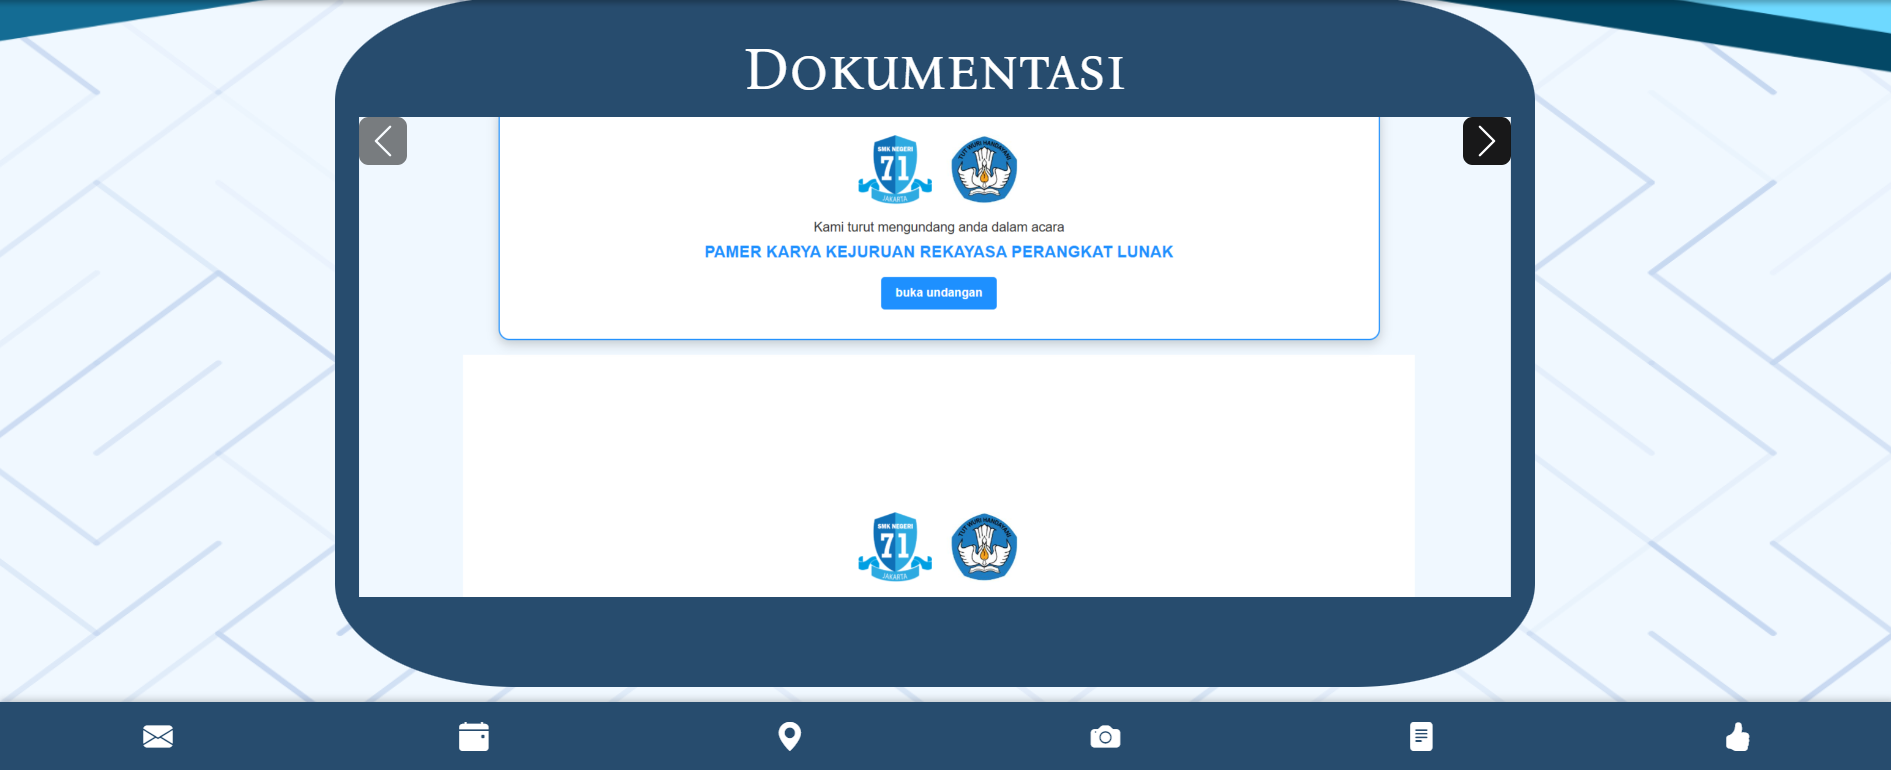 DOKUMENTASI
SMK NEGERI
71
JAKARTA
TUT WURI HANDAYANI
Kami turut mengundang anda dalam acara
PAMER KARYA KEJURUAN REKAYASA PERANGKAT LUNAK
buka undangan
SMK NEGERI
71
JAKARTA
TUT WURI HANDAYANI